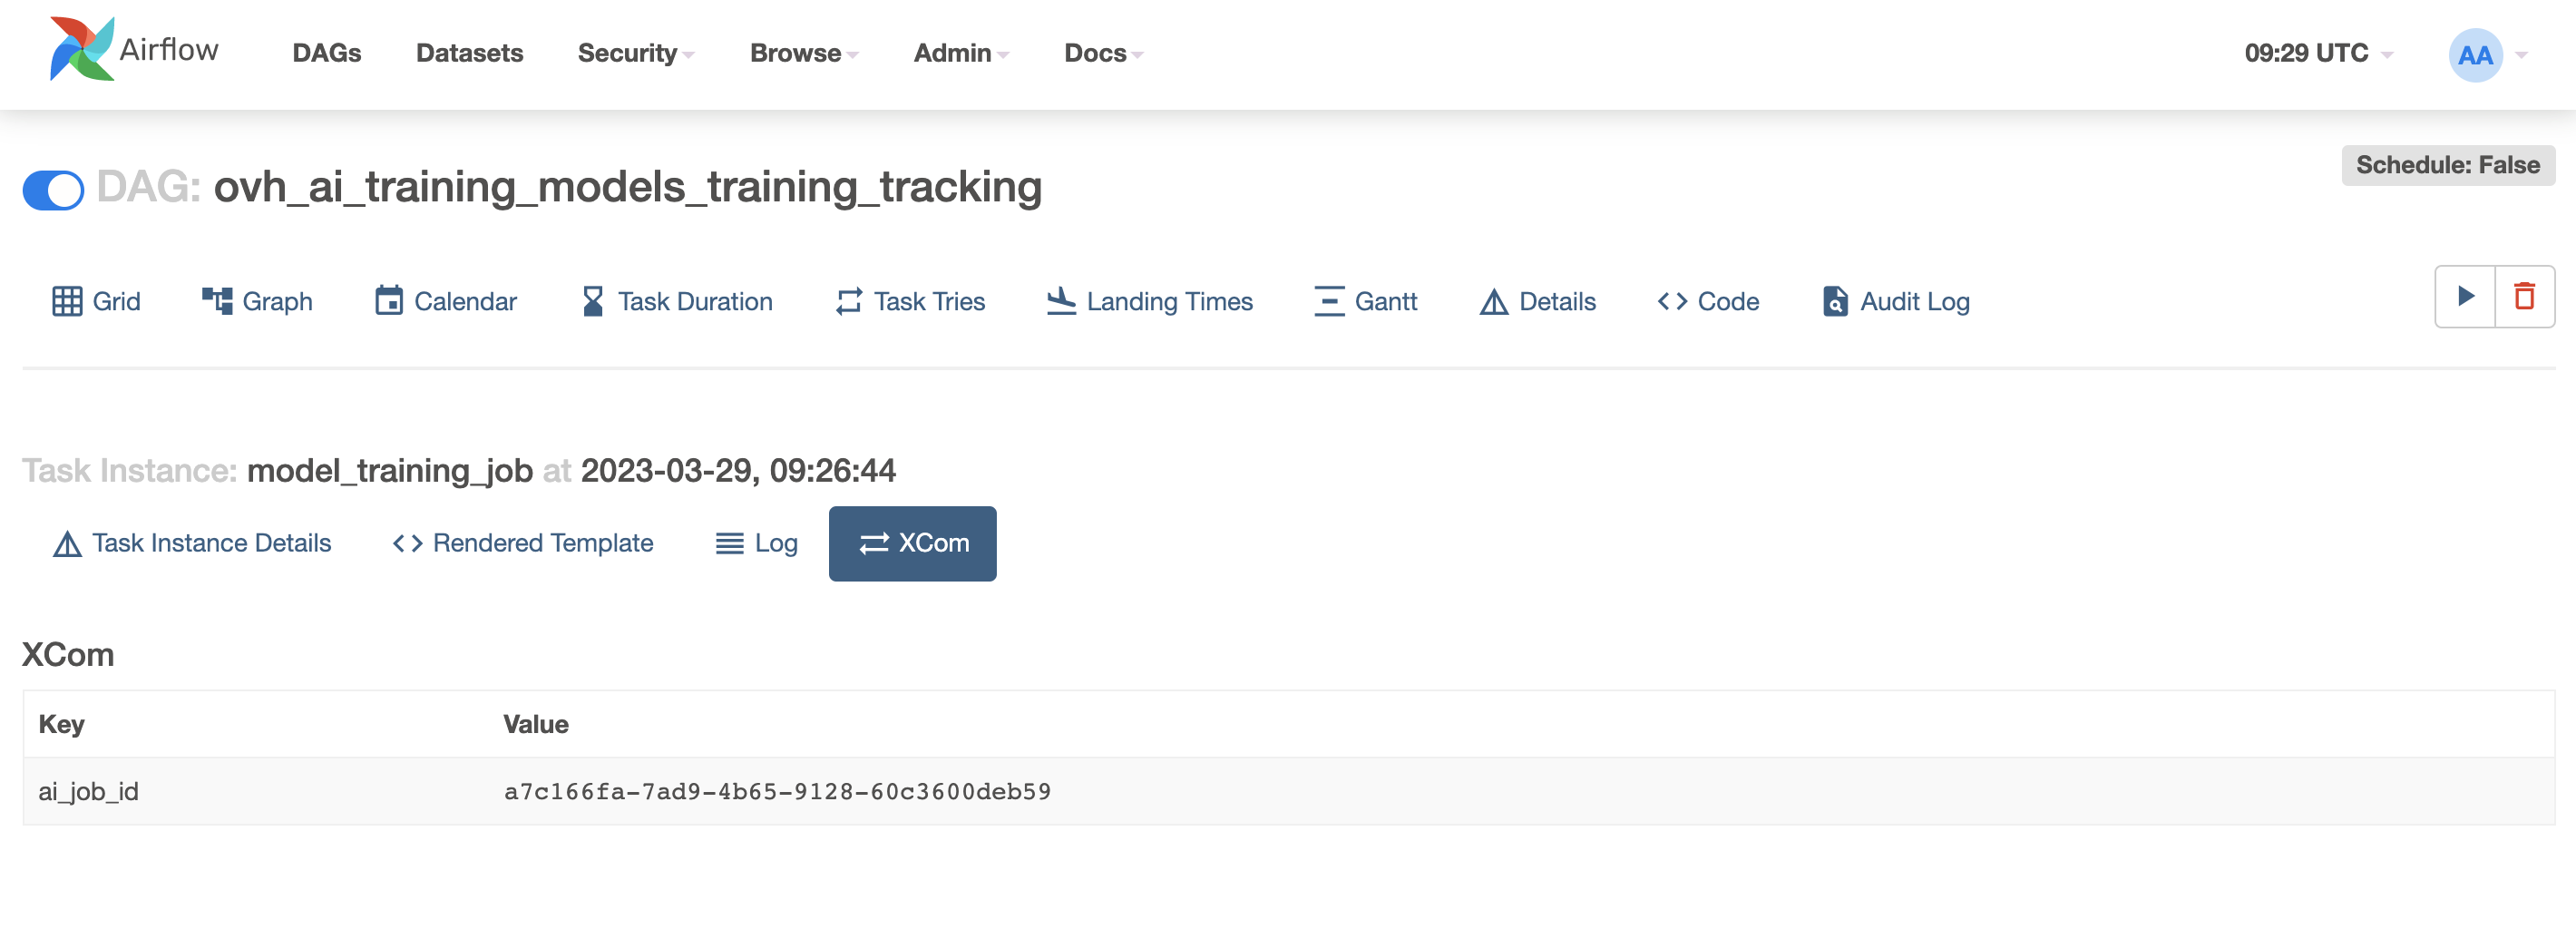 Airflow DAGs Datasets Security Browse Admin Docs 09:29 UTC AA
Schedule: False
DAG: ovh_ai_training_models_training_tracking
Grid Graph Calendar Task Duration Task Tries Landing Times Gantt Details Code Audit Log
Task Instance: model_training_job at 2023-03-29, 09:26:44
Task Instance Details Rendered Template Log XCom
XCom
Key Value
ai_job_id a7c166fa-7ad9-4b65-9128-60c3600deb59